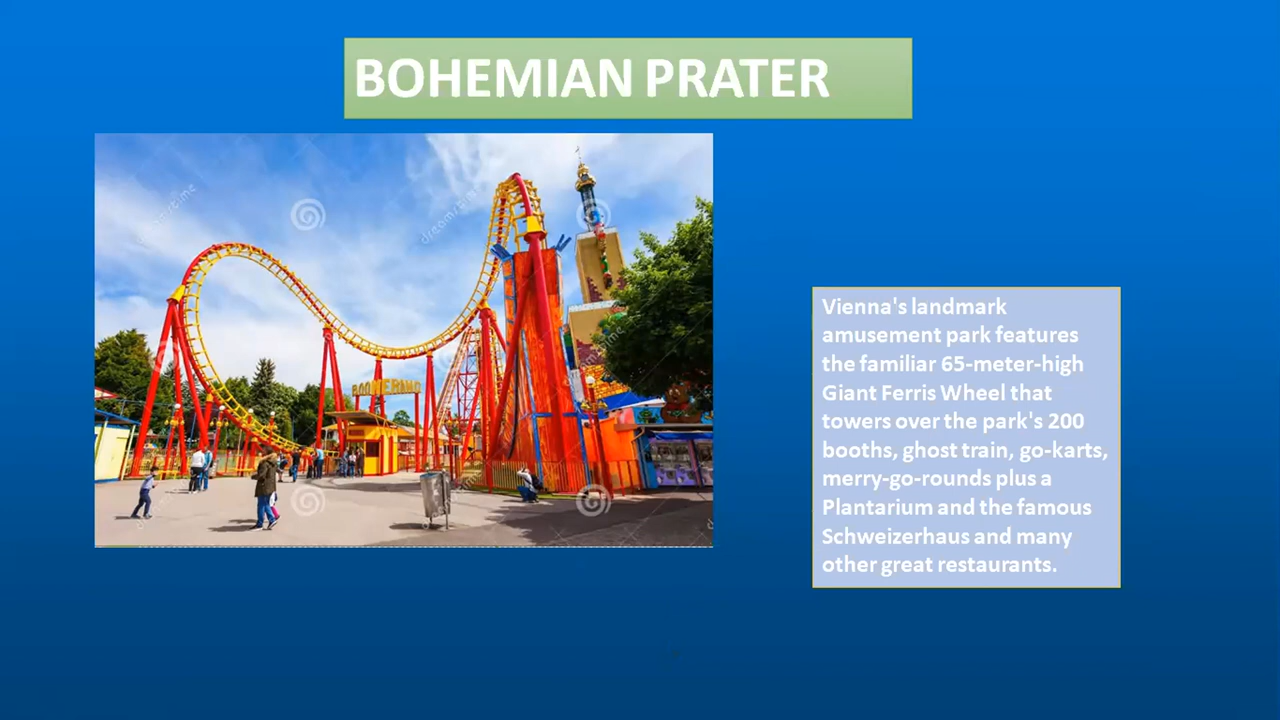 BOHEMIAN PRATER
dreamstime
dreamstime
BOOMERANG
Vienna's landmark
amusement park features
the familiar 65-meter-high
Giant Ferris Wheel that
towers over the park's 200
booths, ghost train, go-karts,
merry-go-rounds plus a
Plantarium and the famous
Schweizerhaus and many
other great restaurants.